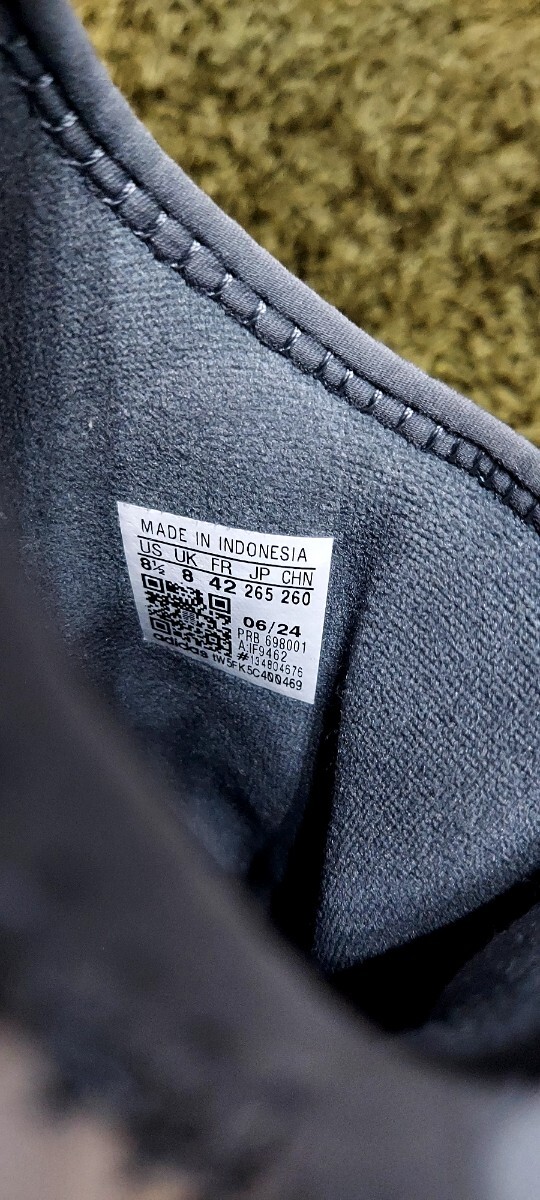 MADE IN INDONESIA
US UK FR JP CHN
8½ 8 42 265 260
06/24
PRB 698001
A:IF9462
#134804676
adidas tW5FK5C400469